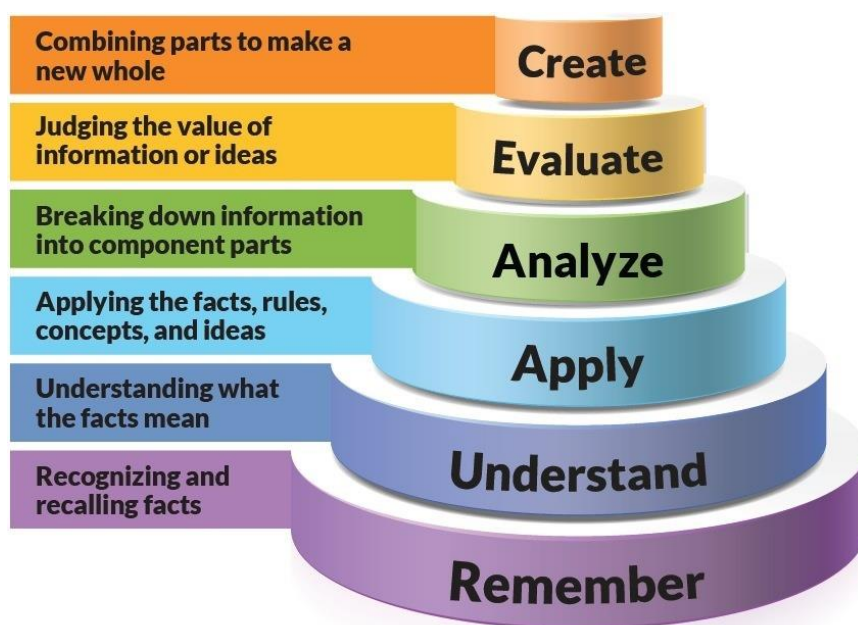 Combining parts to make a
new whole
Create
Judging the value of
information or ideas
Evaluate
Breaking down information
into component parts
Analyze
Applying the facts, rules,
concepts, and ideas
Apply
Understanding what
the facts mean
Understand
Recognizing and
recalling facts
Remember